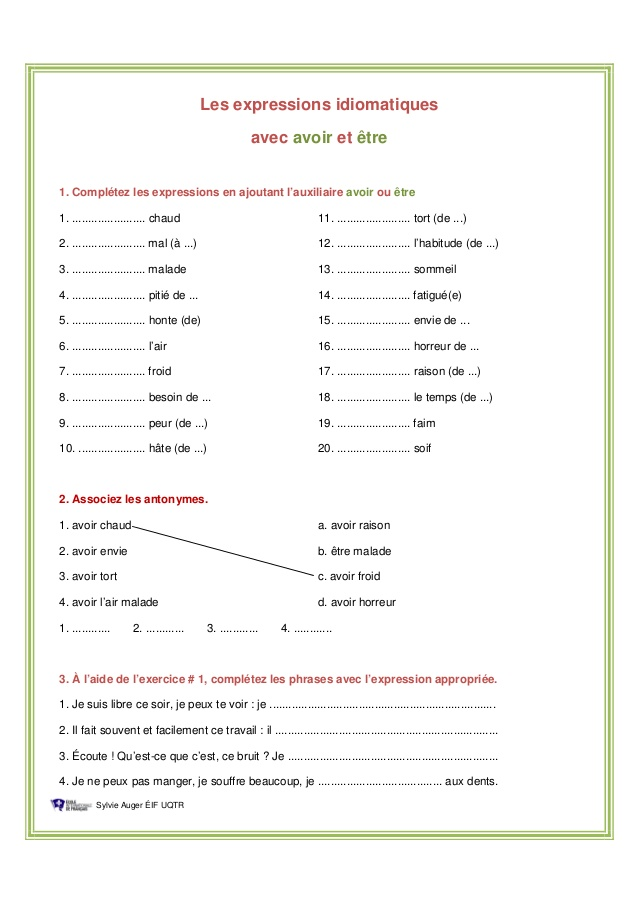 Les expressions idiomatiques
avec avoir et être
1. Complétez les expressions en ajoutant l’auxiliaire avoir ou être
1. ....................... chaud
2. ....................... mal (à ...)
3. ....................... malade
4. ....................... pitié de ...
5. ....................... honte (de)
6. ....................... l’air
7. ....................... froid
8. ....................... besoin de ...
9. ....................... peur (de ...)
10. ..................... hâte (de ...)
11. ....................... tort (de ...)
12. ....................... l’habitude (de ...)
13. ....................... sommeil
14. ....................... fatigué(e)
15. ....................... envie de ...
16. ....................... horreur de ...
17. ....................... raison (de ...)
18. ....................... le temps (de ...)
19. ....................... faim
20. ....................... soif
2. Associez les antonymes.
1. avoir chaud
2. avoir envie
3. avoir tort
4. avoir l’air malade
a. avoir raison
b. être malade
c. avoir froid
d. avoir horreur
1. ............ 2. ............ 3. ............ 4. ............
3. À l’aide de l’exercice # 1, complétez les phrases avec l’expression appropriée.
1. Je suis libre ce soir, je peux te voir : je .......................................................................
2. Il fait souvent et facilement ce travail : il ......................................................................
3. Écoute ! Qu’est-ce que c’est, ce bruit ? Je ..................................................................
4. Je ne peux pas manger, je souffre beaucoup, je ....................................... aux dents.
ÉCOLE
INTERNATIONALE
DE FRANÇAIS
Sylvie Auger ÉIF UQTR